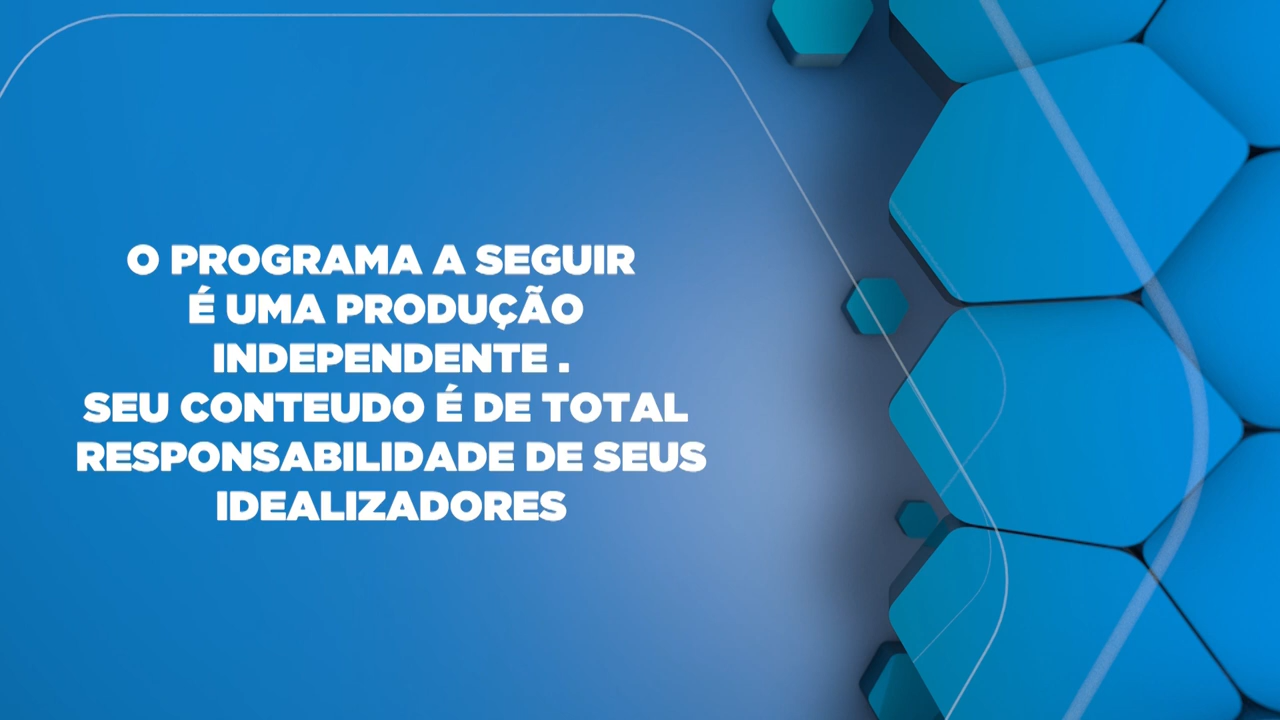 O PROGRAMA A SEGUIR
É UMA PRODUÇÃO
INDEPENDENTE .
SEU CONTEUDO É DE TOTAL
RESPONSABILIDADE DE SEUS
IDEALIZADORES